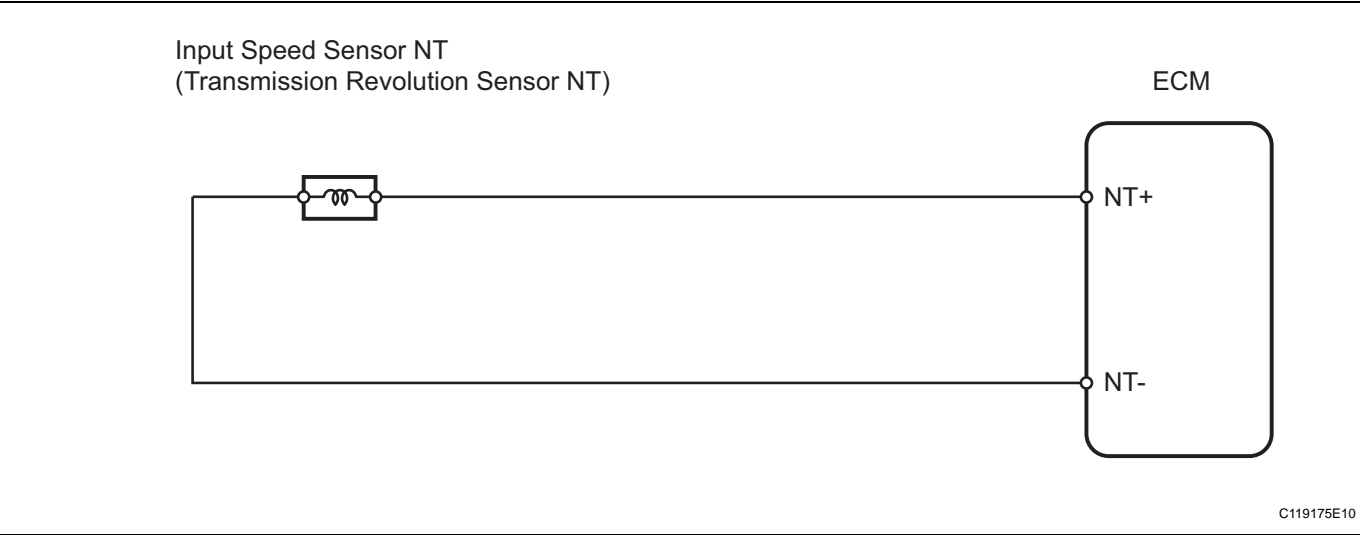 Input Speed Sensor NT
(Transmission Revolution Sensor NT)
ECM
NT+
NT-
C119175E10